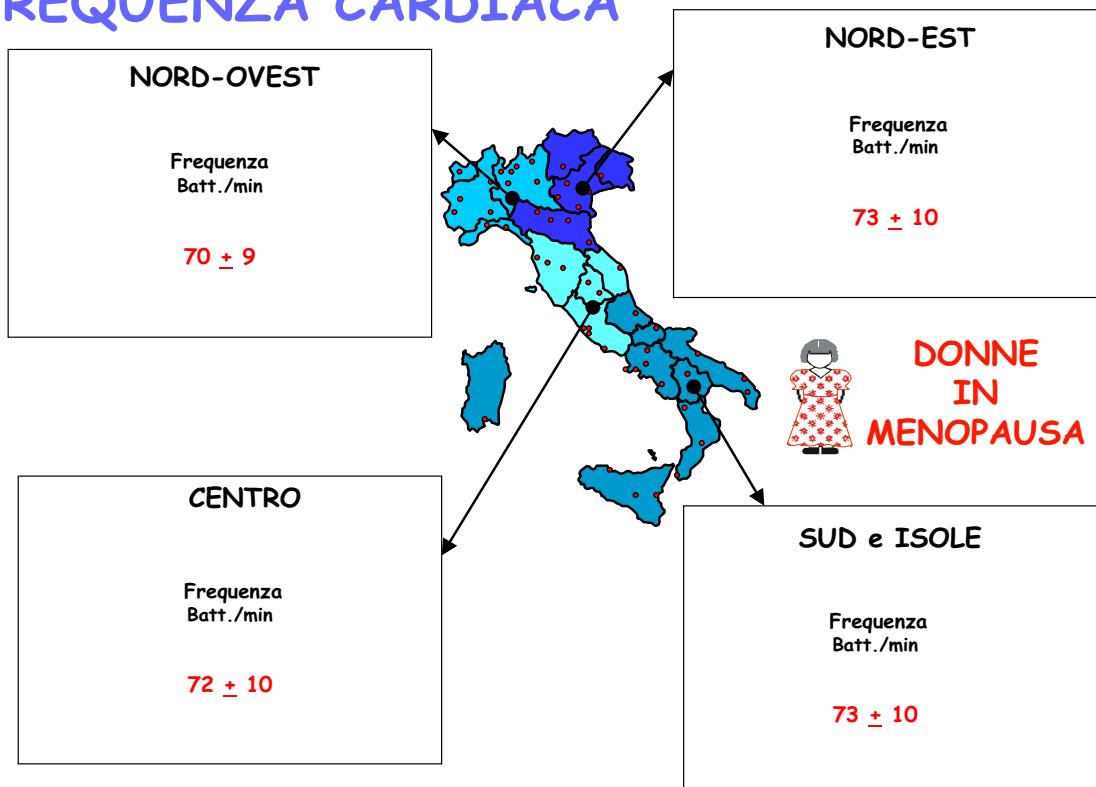 REQUENZA CARDIACA
NORD-OVEST
Frequenza
Batt./min
70 + 9
NORD-EST
Frequenza
Batt./min
73 + 10
DONNE
IN
MENOPAUSA
CENTRO
Frequenza
Batt./min
72 + 10
SUD e ISOLE
Frequenza
Batt./min
73 + 10